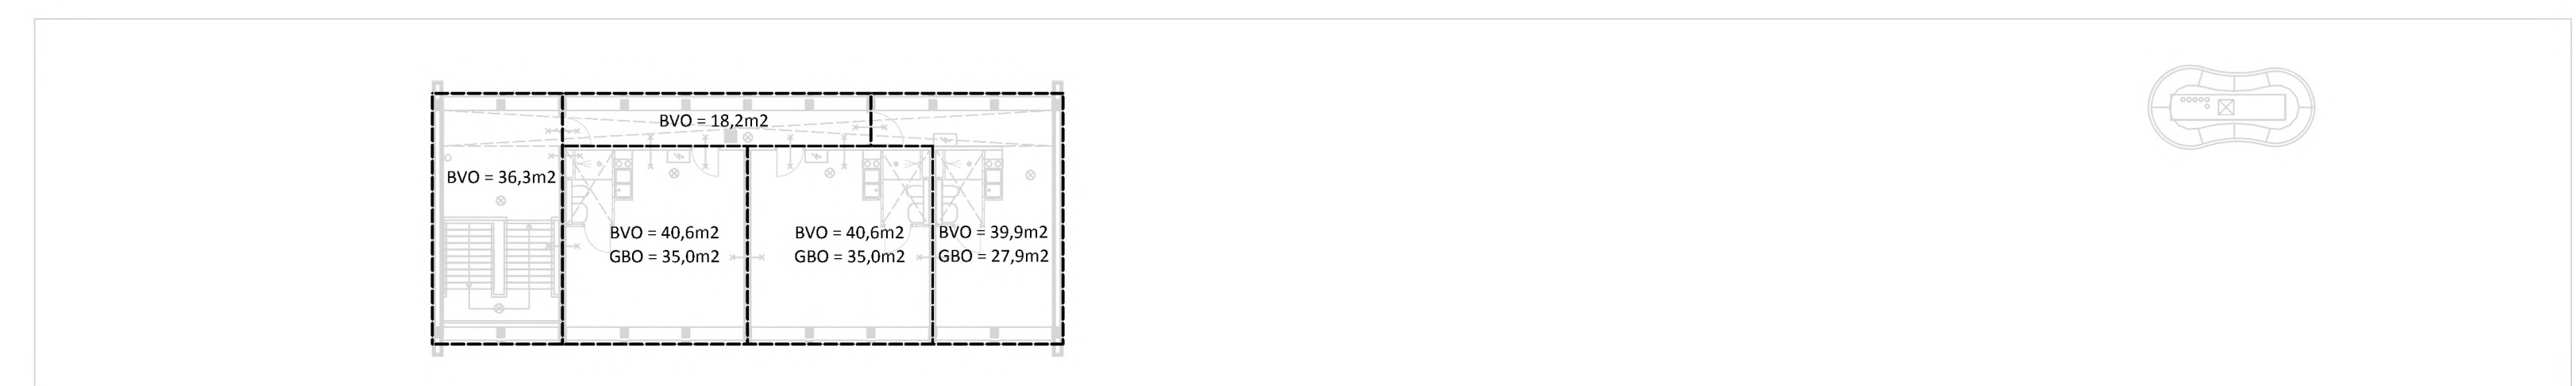 BVO = 18,2m2
BVO = 36,3m2
BVO = 40,6m2
GBO = 35,0m2
BVO = 40,6m2
GBO = 35,0m2
BVO = 39,9m2
GBO = 27,9m2